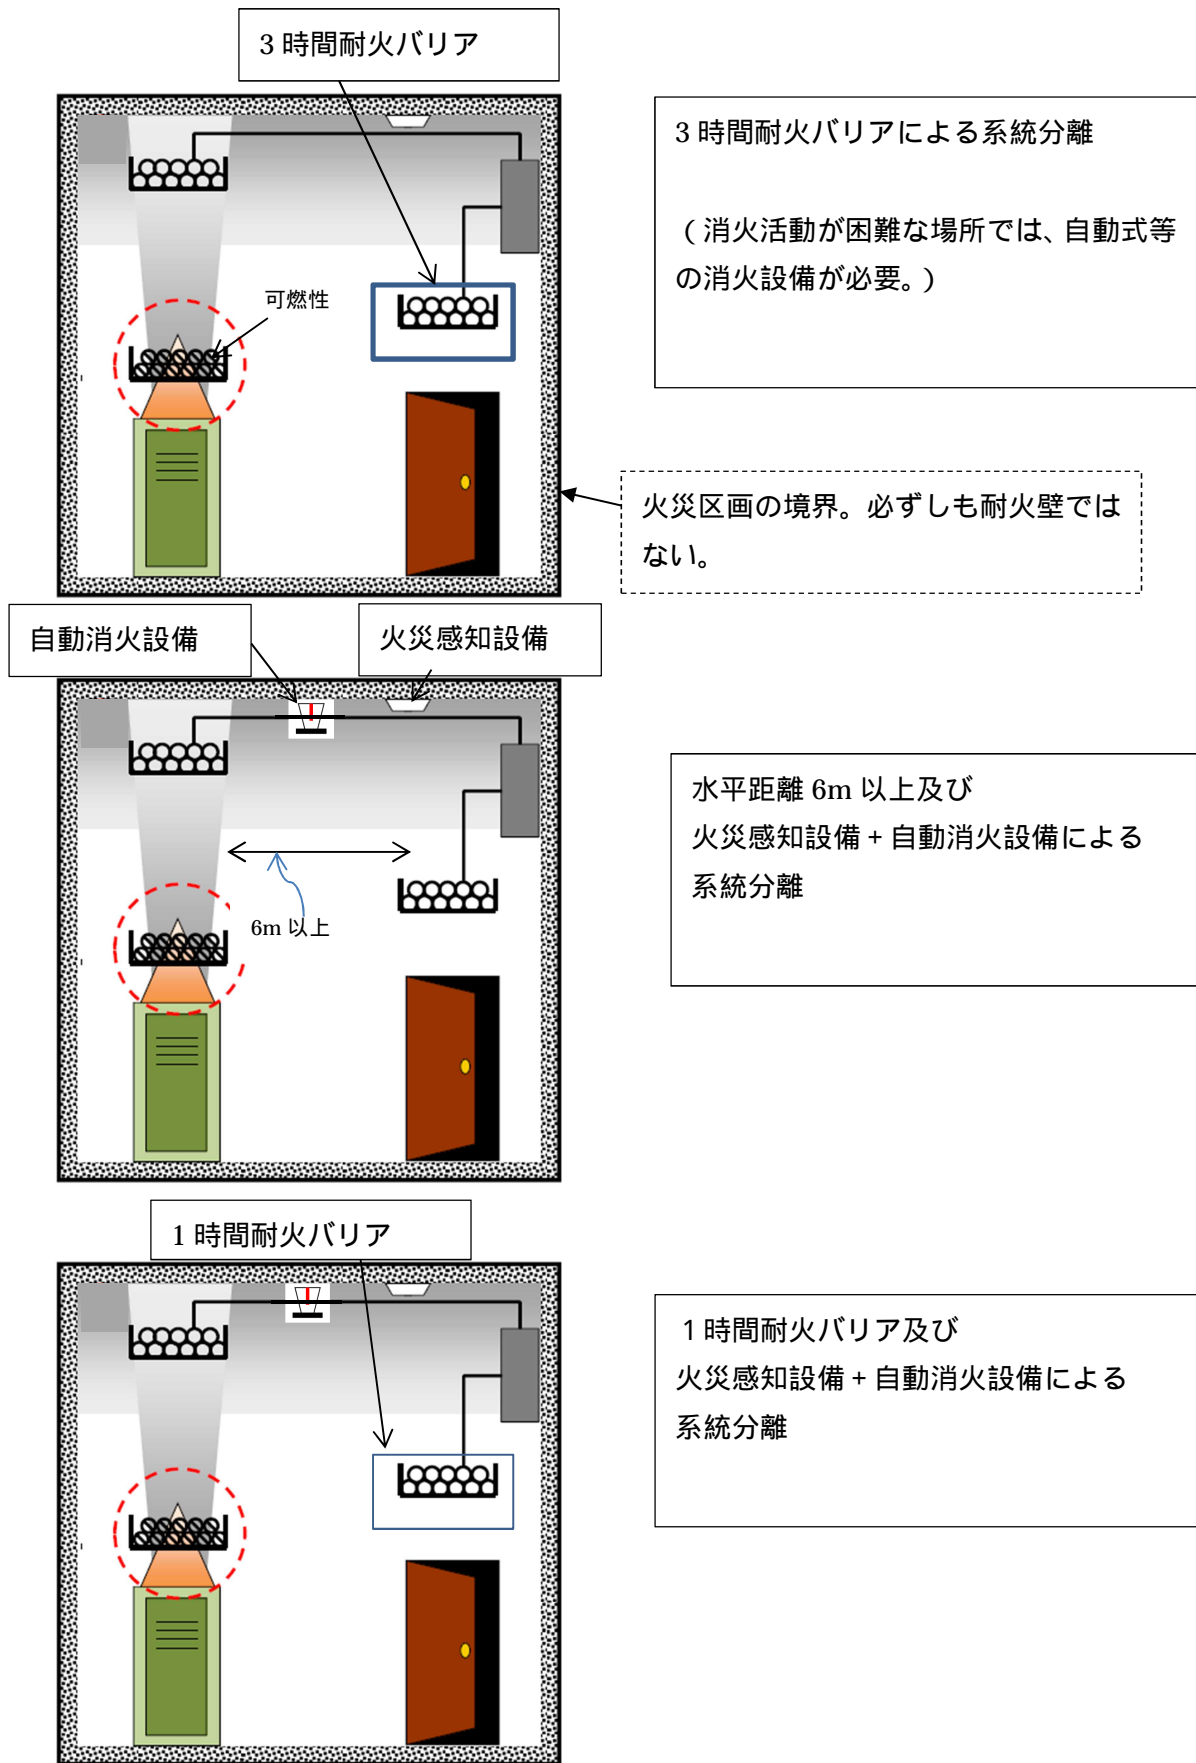 3 時間耐火バリア
3 時間耐火バリアによる系統分離
(消火活動が困難な場所では、自動式等
の消火設備が必要。)
可燃性
火災区画の境界。必ずしも耐火壁では
ない。
自動消火設備
火災感知設備
水平距離 6m 以上及び
火災感知設備+自動消火設備による
系統分離
6m 以上
1 時間耐火バリア
1 時間耐火バリア及び
火災感知設備+自動消火設備による
系統分離